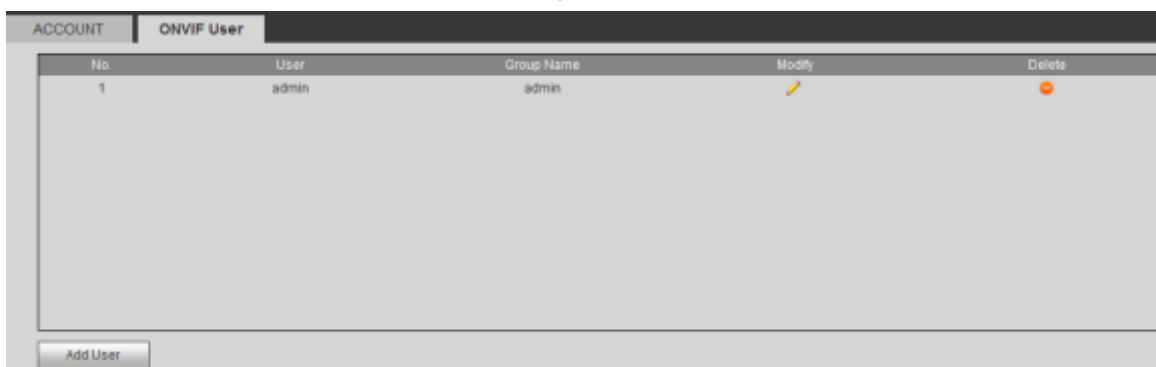 ACCOUNT ONVIF User
No. User Group Name Modify Delete
1 admin admin
Add User